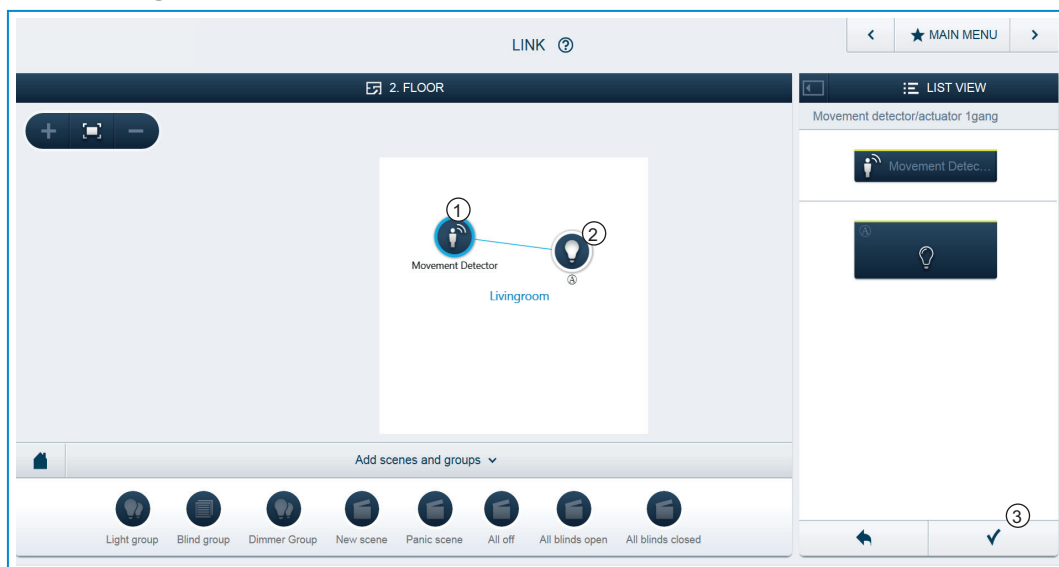 LINK ?
MAIN MENU
2. FLOOR
LIST VIEW
Movement detector/actuator 1gang
Movement Detec...
A
1
2
Movement Detector
A
Livingroom
Add scenes and groups
Light group
Blind group
Dimmer Group
New scene
Panic scene
All off
All blinds open
All blinds closed
3